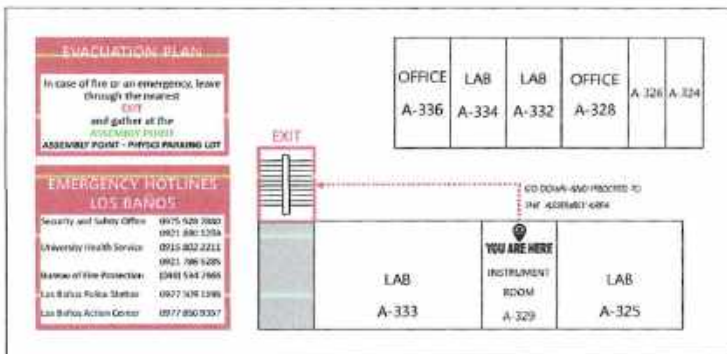 EVACUATION PLAN
In case of fire or an emergency, leave
through the nearest
EXIT
and gather at the
ASSEMBLY POINT
ASSEMBLY POINT - PHYSCI PARKING LOT
EMERGENCY HOTLINES
LOS BAÑOS
Security and Safety Office
University Health Service 0915 802 2211
Bureau of Fire Protection
Los Baños Police Station
Los Baños Action Center
EXIT
OFFICE
A-336
LAB
A-334
LAB
A-332
OFFICE
A-328
A-326
A-324
GO DOWN AND PROCEED TO
THE ASSEMBLY AREA
YOU ARE HERE
INSTRUMENT
ROOM
A-329
LAB
A-333
LAB
A-325